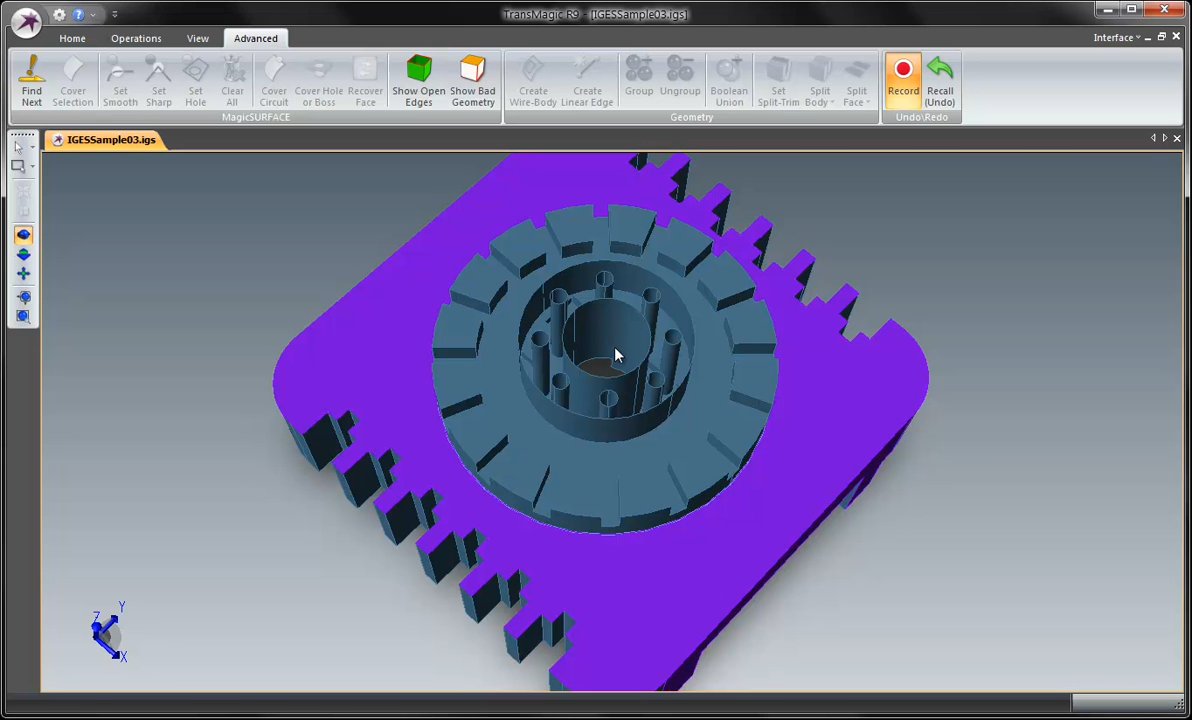 TransMagic R9 - [IGESSample03.igs]
Home Operations View Advanced Interface
Find Next
Cover Selection
Set Smooth
Set Sharp
Set Hole
Clear All
Cover Circuit
Cover Hole or Boss
Recover Face
Show Open Edges
Show Bad Geometry
Create Wire-Body
Create Linear Edge
Group
Ungroup
Boolean Union
Set Split-Trim
Split Body
Split Face
Record
Recall (Undo)
MagicSURFACE Geometry Undo\Redo
IGESSample03.igs
Z Y
X